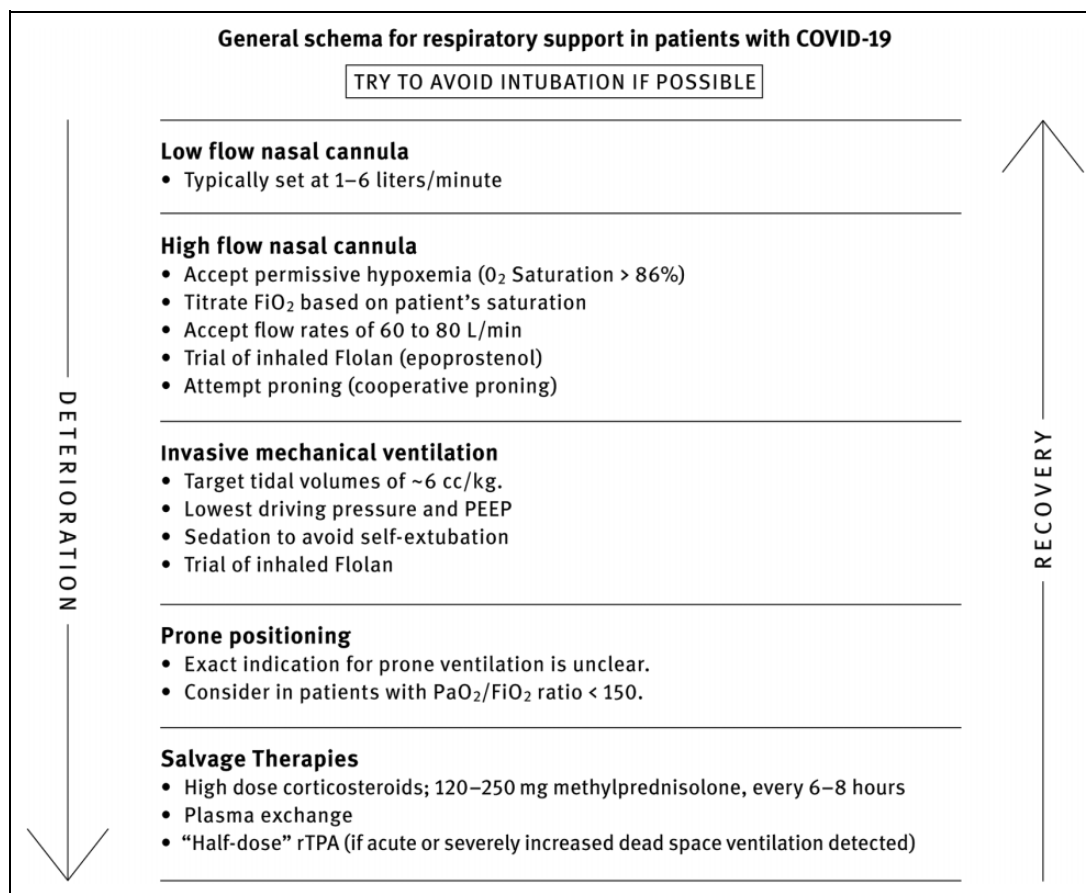 General schema for respiratory support in patients with COVID-19
TRY TO AVOID INTUBATION IF POSSIBLE
Low flow nasal cannula
• Typically set at 1–6 liters/minute
High flow nasal cannula
• Accept permissive hypoxemia (0₂ Saturation > 86%)
• Titrate FiO₂ based on patient’s saturation
• Accept flow rates of 60 to 80 L/min
• Trial of inhaled Flolan (epoprostenol)
• Attempt proning (cooperative proning)
Invasive mechanical ventilation
• Target tidal volumes of ~6 cc/kg.
• Lowest driving pressure and PEEP
• Sedation to avoid self-extubation
• Trial of inhaled Flolan
Prone positioning
• Exact indication for prone ventilation is unclear.
• Consider in patients with PaO₂/FiO₂ ratio < 150.
Salvage Therapies
• High dose corticosteroids; 120–250 mg methylprednisolone, every 6–8 hours
• Plasma exchange
• “Half-dose” rTPA (if acute or severely increased dead space ventilation detected)
DETERIORATION
RECOVERY